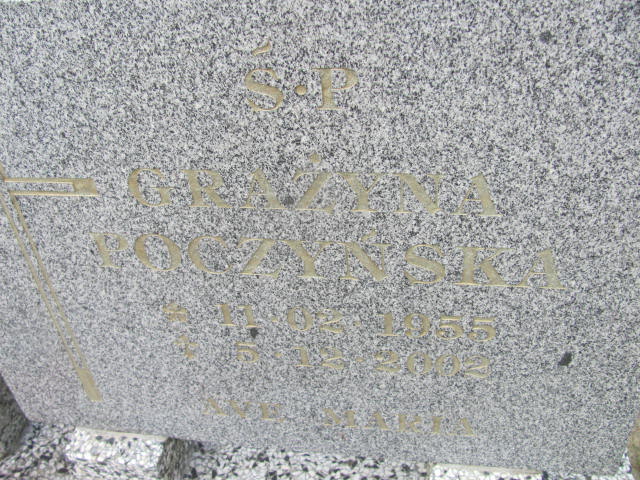 Ś·P
GRAŻYNA
POCZYŃSKA
* 11·02·1955
† 5·12·2002
AVE MARIA